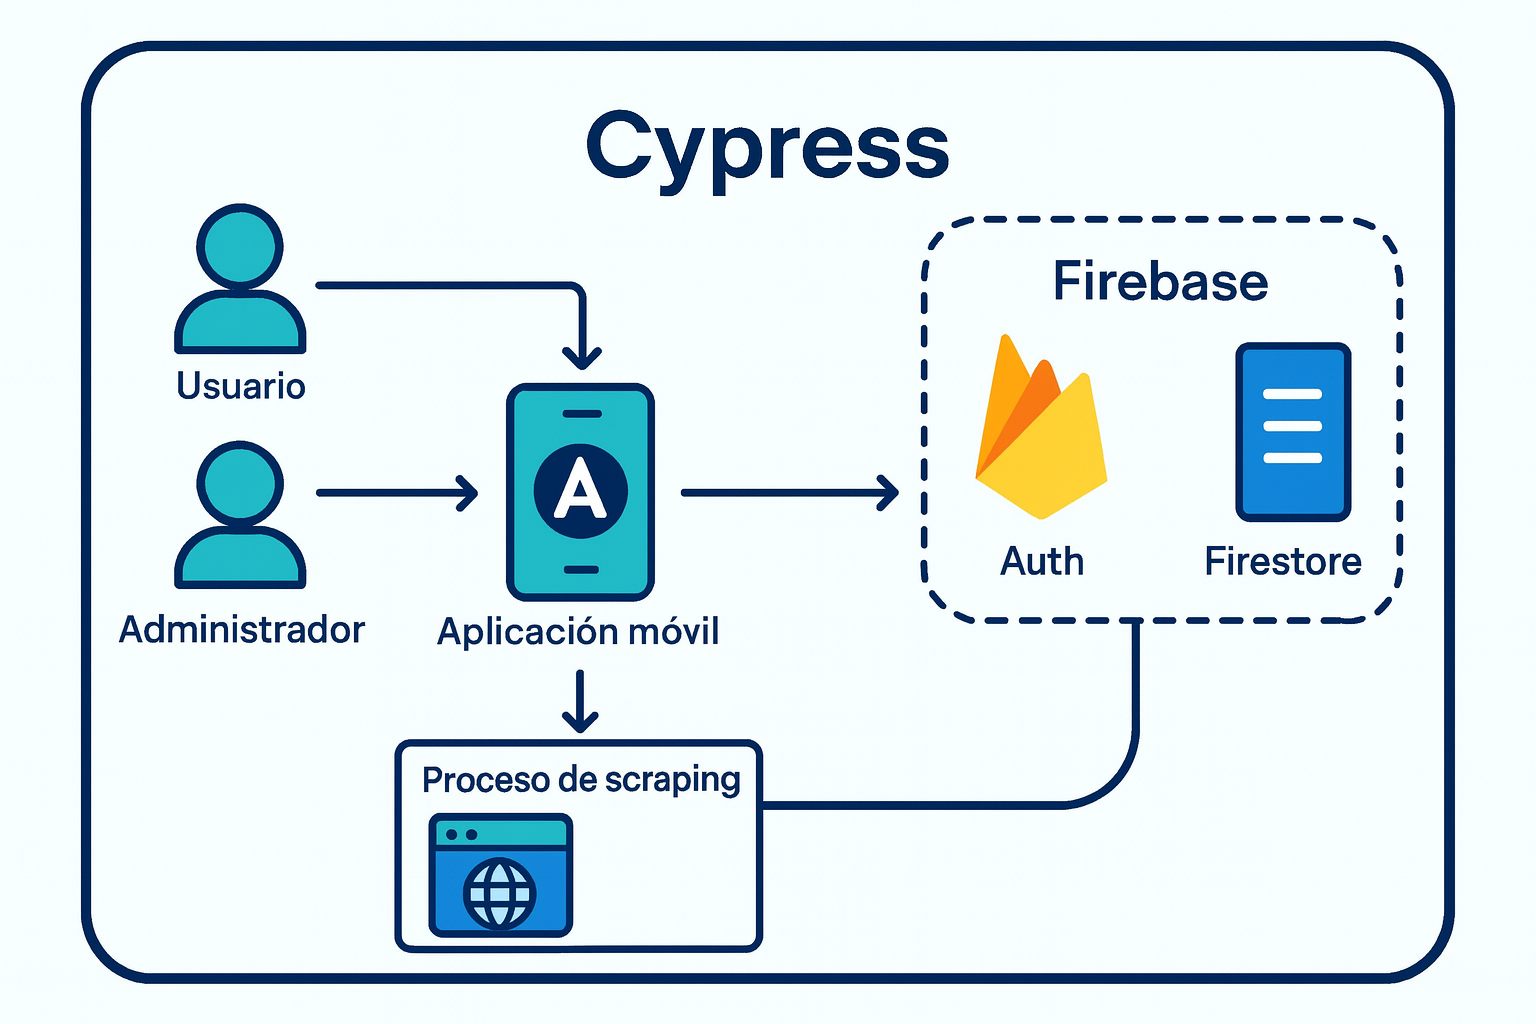 Cypress
Usuario
Firebase
Administrador
A
Aplicación móvil
Auth
Firestore
Proceso de scraping